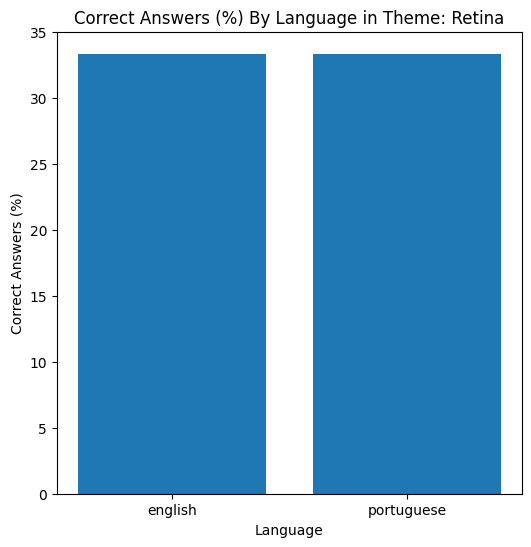 Correct Answers (%) By Language in Theme: Retina
35
30
25
20
15
10
5
0
Correct Answers (%)
english
portuguese
Language